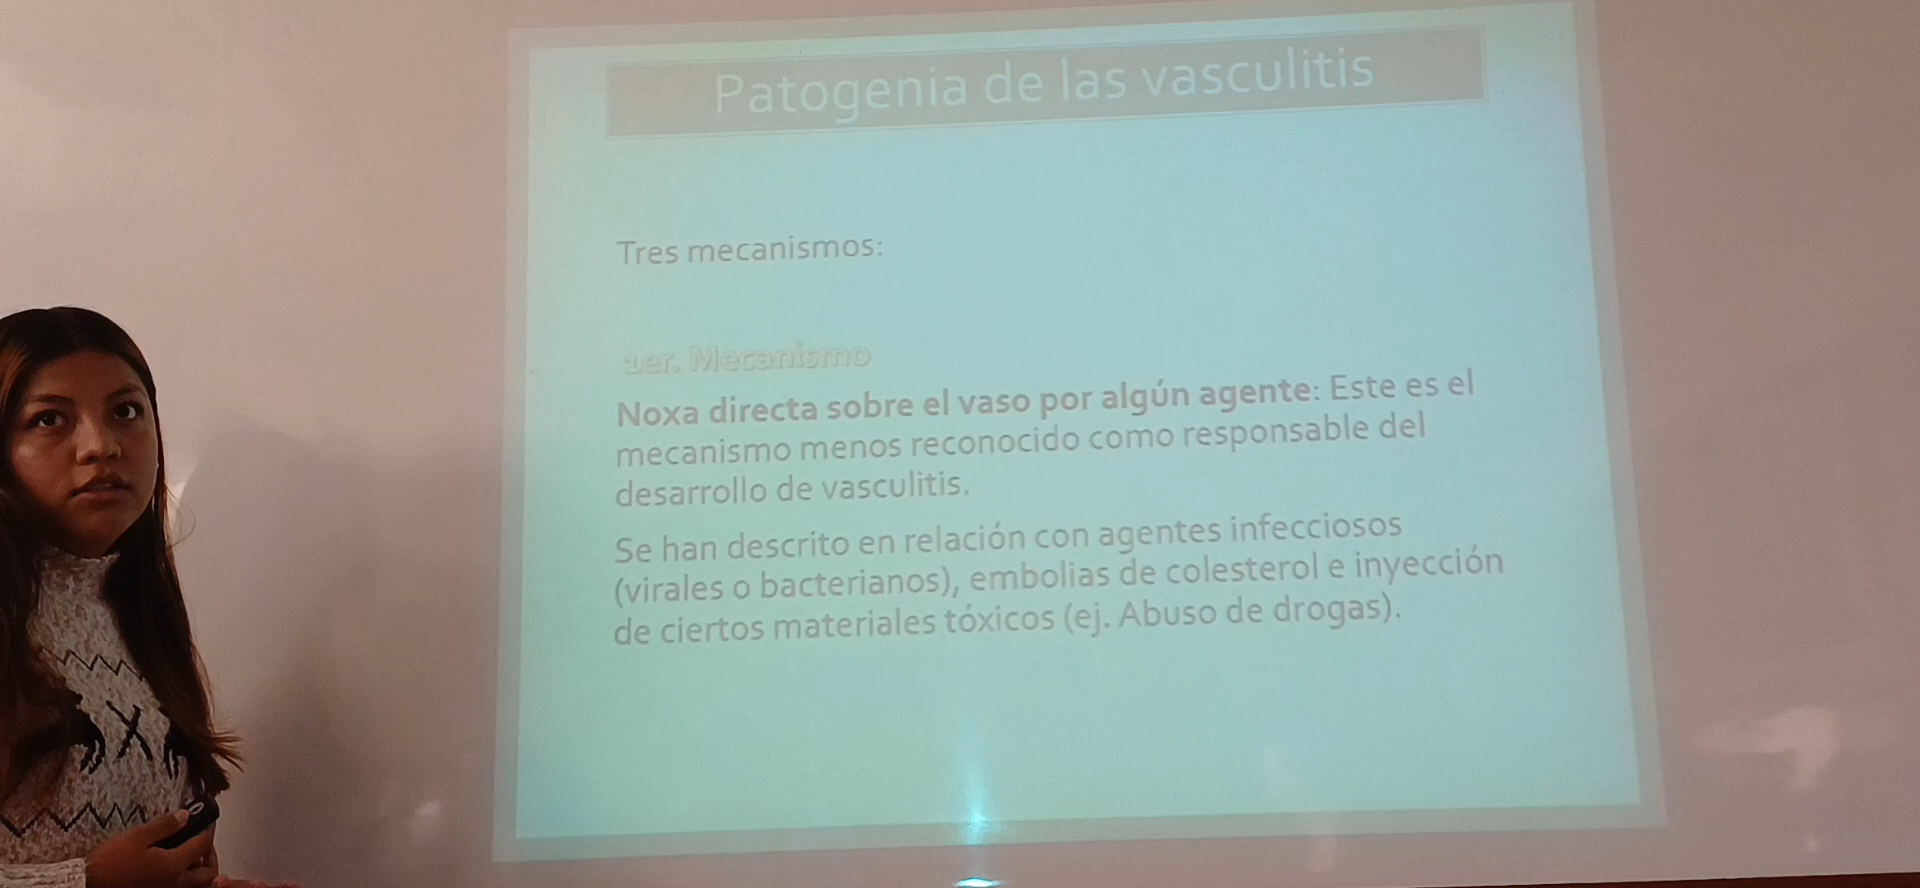 Patogenia de las vasculitis
Tres mecanismos:
1er. Mecanismo
Noxa directa sobre el vaso por algún agente: Este es el
mecanismo menos reconocido como responsable del
desarrollo de vasculitis.
Se han descrito en relación con agentes infecciosos
(virales o bacterianos), embolias de colesterol e inyección
de ciertos materiales tóxicos (ej. Abuso de drogas).